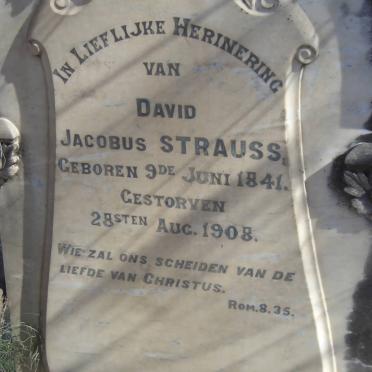 In Lieflijke Herinnering
van
David
Jacobus Strauss,
Geboren 9de Juni 1841.
Gestorven
28sten Aug. 1908.
Wie zal ons scheiden van de
liefde van Christus.
Rom.8.35.